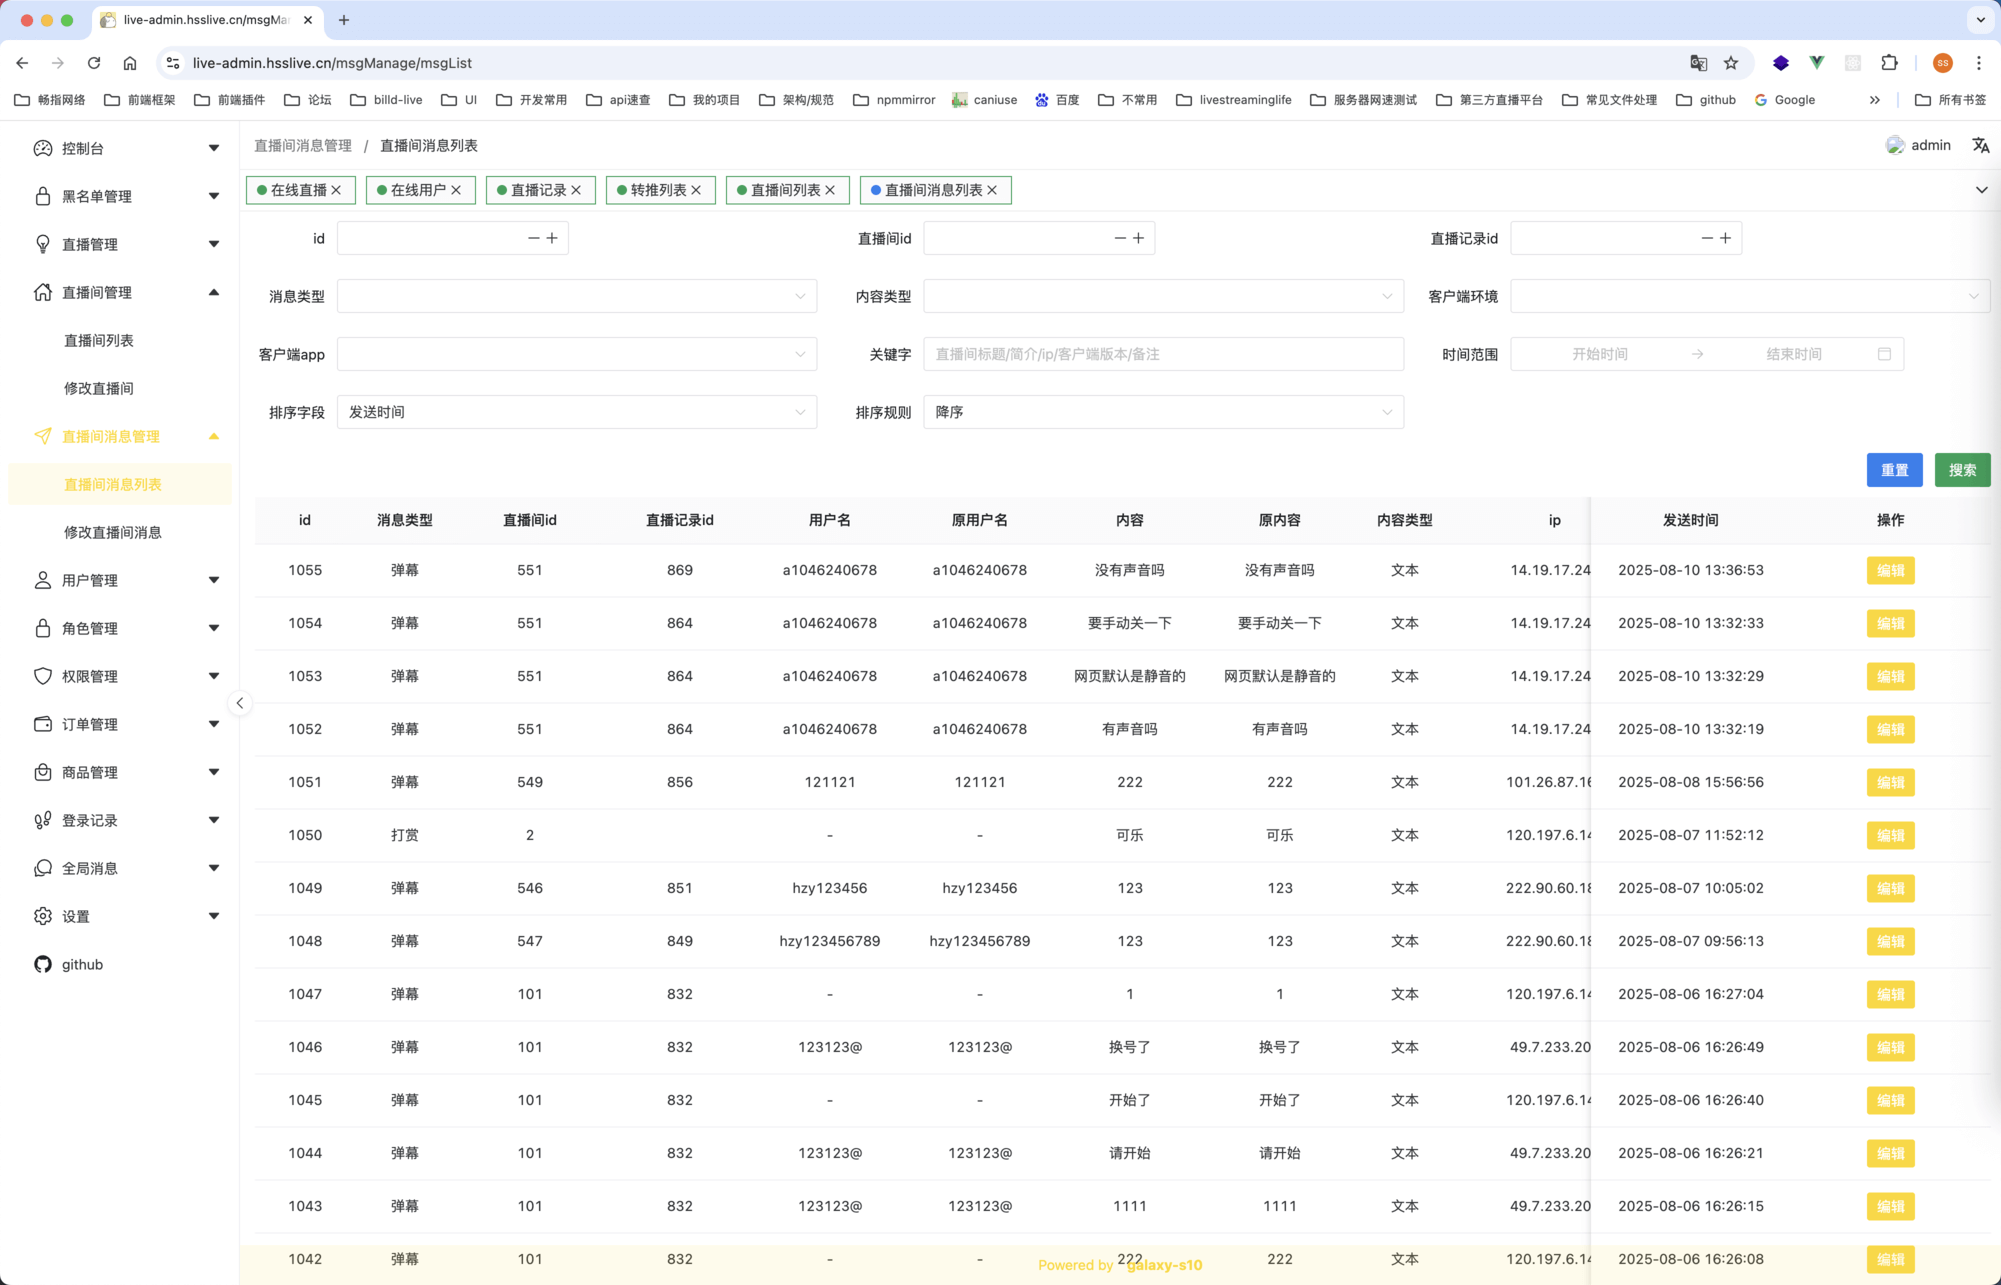 live-admin.hsslive.cn/msgMa
live-admin.hsslive.cn/msgManage/msgList
SS
畅指网络 前端框架 前端插件 论坛 billd-live UI 开发常用 api速查 我的项目 架构/规范 npmmirror caniuse 百度 不常用 livestreaminglife 服务器网速测试 第三方直播平台 常见文件处理 github Google 所有书签
控制台
黑名单管理
直播管理
直播间管理
直播间列表
修改直播间
直播间消息管理
直播间消息列表
修改直播间消息
用户管理
角色管理
权限管理
订单管理
商品管理
登录记录
全局消息
设置
github
直播间消息管理 / 直播间消息列表
admin
在线直播 在线用户 直播记录 转推列表 直播间列表 直播间消息列表
id 直播间id 直播记录id
消息类型 内容类型 客户端环境
客户端app 关键字 直播间标题/简介/ip/客户端版本/备注 时间范围 开始时间 结束时间
排序字段 发送时间 排序规则 降序
重置 搜索
id 消息类型 直播间id 直播记录id 用户名 原用户名 内容 原内容 内容类型 ip 发送时间 操作
1055 弹幕 551 869 a1046240678 a1046240678 没有声音吗 没有声音吗 文本 14.19.17.24 2025-08-10 13:36:53 编辑
1054 弹幕 551 864 a1046240678 a1046240678 要手动关一下 要手动关一下 文本 14.19.17.24 2025-08-10 13:32:33 编辑
1053 弹幕 551 864 a1046240678 a1046240678 网页默认是静音的 网页默认是静音的 文本 14.19.17.24 2025-08-10 13:32:29 编辑
1052 弹幕 551 864 a1046240678 a1046240678 有声音吗 有声音吗 文本 14.19.17.24 2025-08-10 13:32:19 编辑
1051 弹幕 549 856 121121 121121 222 222 文本 101.26.87.16 2025-08-08 15:56:56 编辑
1050 打赏 2 - - 可乐 可乐 文本 120.197.6.14 2025-08-07 11:52:12 编辑
1049 弹幕 546 851 hzy123456 hzy123456 123 123 文本 222.90.60.18 2025-08-07 10:05:02 编辑
1048 弹幕 547 849 hzy123456789 hzy123456789 123 123 文本 222.90.60.18 2025-08-07 09:56:13 编辑
1047 弹幕 101 832 - - 1 1 文本 120.197.6.14 2025-08-06 16:27:04 编辑
1046 弹幕 101 832 123123@ 123123@ 换号了 换号了 文本 49.7.233.20 2025-08-06 16:26:49 编辑
1045 弹幕 101 832 - - 开始了 开始了 文本 120.197.6.14 2025-08-06 16:26:40 编辑
1044 弹幕 101 832 123123@ 123123@ 请开始 请开始 文本 49.7.233.20 2025-08-06 16:26:21 编辑
1043 弹幕 101 832 123123@ 123123@ 1111 1111 文本 49.7.233.20 2025-08-06 16:26:15 编辑
1042 弹幕 101 832 - - 222 222 文本 120.197.6.14 2025-08-06 16:26:08 编辑
Powered by galaxy-s10